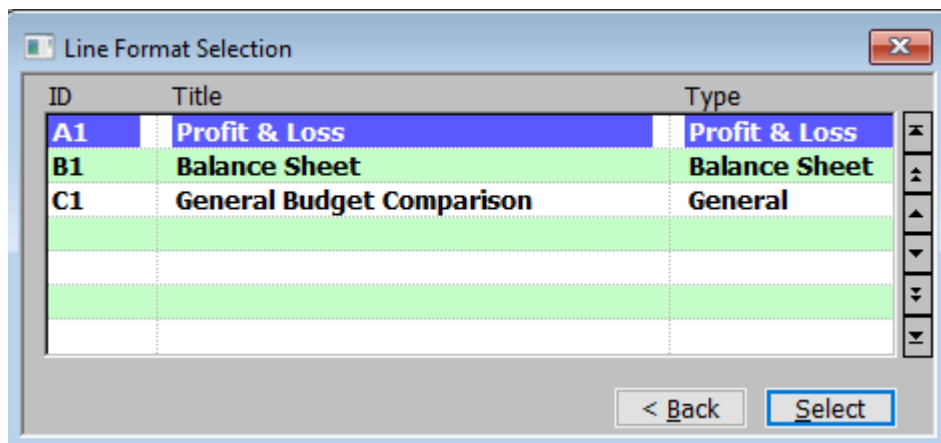 Line Format Selection
ID Title Type
A1 Profit & Loss Profit & Loss
B1 Balance Sheet Balance Sheet
C1 General Budget Comparison General
< Back Select